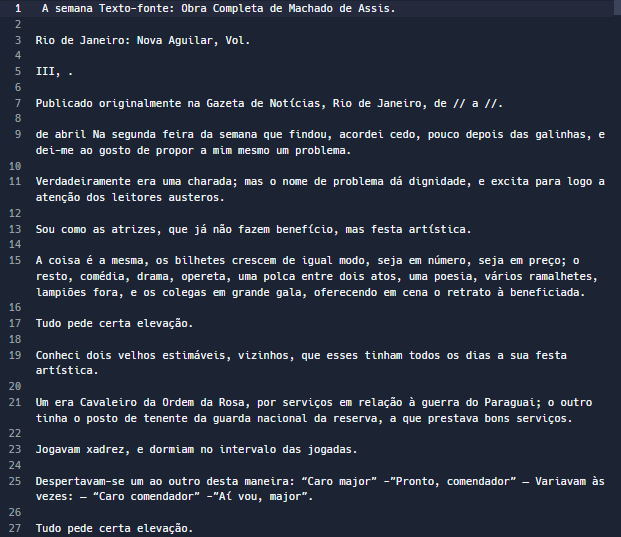 1 A semana Texto-fonte: Obra Completa de Machado de Assis.
2
3 Rio de Janeiro: Nova Aguilar, Vol.
4
5 III, .
6
7 Publicado originalmente na Gazeta de Notícias, Rio de Janeiro, de // a //.
8
9 de abril Na segunda feira da semana que findou, acordei cedo, pouco depois das galinhas, e
dei-me ao gosto de propor a mim mesmo um problema.
10
11 Verdadeiramente era uma charada; mas o nome de problema dá dignidade, e excita para logo a
atenção dos leitores austeros.
12
13 Sou como as atrizes, que já não fazem benefício, mas festa artística.
14
15 A coisa é a mesma, os bilhetes crescem de igual modo, seja em número, seja em preço; o
resto, comédia, drama, opereta, uma polca entre dois atos, uma poesia, vários ramalhetes,
lampiões fora, e os colegas em grande gala, oferecendo em cena o retrato à beneficiada.
16
17 Tudo pede certa elevação.
18
19 Conheci dois velhos estimáveis, vizinhos, que esses tinham todos os dias a sua festa
artística.
20
21 Um era Cavaleiro da Ordem da Rosa, por serviços em relação à guerra do Paraguai; o outro
tinha o posto de tenente da guarda nacional da reserva, a que prestava bons serviços.
22
23 Jogavam xadrez, e dormiam no intervalo das jogadas.
24
25 Despertavam-se um ao outro desta maneira: “Caro major” -”Pronto, comendador” — Variavam às
vezes: — “Caro comendador” -”Aí vou, major”.
26
27 Tudo pede certa elevação.